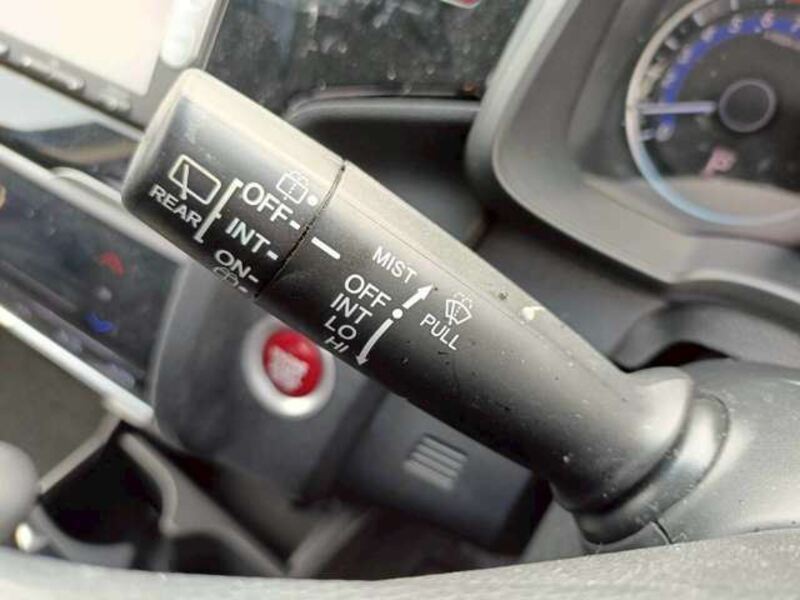 REAR
OFF
INT
ON
MIST
OFF
INT
LO
HI
PULL